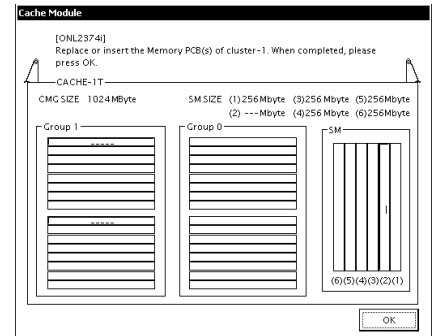 Cache Module
[ONL2374i]
Replace or insert the Memory PCB(s) of cluster-1. When completed, please
press OK.
CACHE-1T
CMG SIZE 1024 MByte SM SIZE (1)256Mbyte (3)256 Mbyte (5)256Mbyte
(2) ---Mbyte (4)256 Mbyte (6)256Mbyte
Group 1 Group 0 SM
-----
-----
(6)(5)(4)(3)(2)(1)
OK